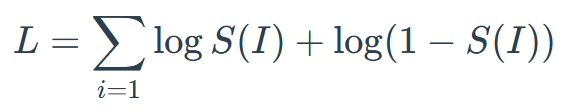 L = \sum_{i=1} \log S(I) + \log(1 - S(I))